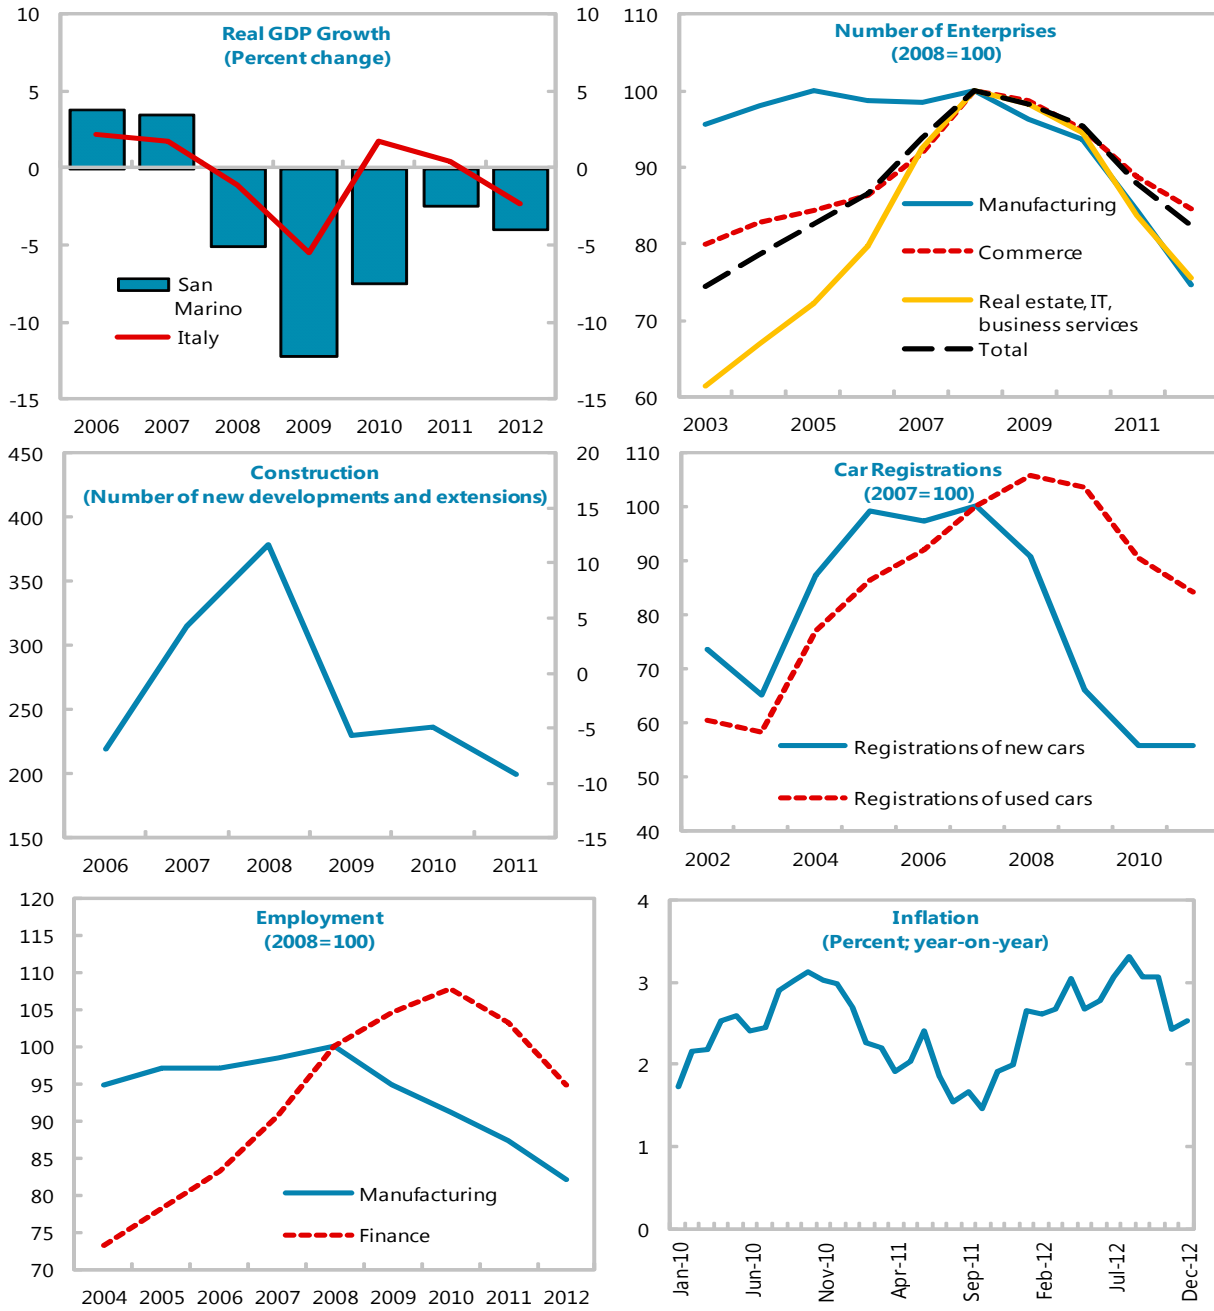 Real GDP Growth
(Percent change)
10
5
0
-5
-10
-15
10
5
0
-5
-10
-15
San
Marino
Italy
2006 2007 2008 2009 2010 2011 2012
Number of Enterprises
(2008=100)
110
100
90
80
70
60
Manufacturing
Commerce
Real estate, IT,
business services
Total
2003 2005 2007 2009 2011
Construction
(Number of new developments and extensions)
450
400
350
300
250
200
150
20
15
10
5
0
-5
-10
-15
2006 2007 2008 2009 2010 2011
Car Registrations
(2007=100)
110
100
90
80
70
60
50
40
Registrations of new cars
Registrations of used cars
2002 2004 2006 2008 2010
Employment
(2008=100)
120
115
110
105
100
95
90
85
80
75
70
Manufacturing
Finance
2004 2005 2006 2007 2008 2009 2010 2011 2012
Inflation
(Percent; year-on-year)
4
3
2
1
0
Jan-10
Jun-10
Nov-10
Apr-11
Sep-11
Feb-12
Jul-12
Dec-12